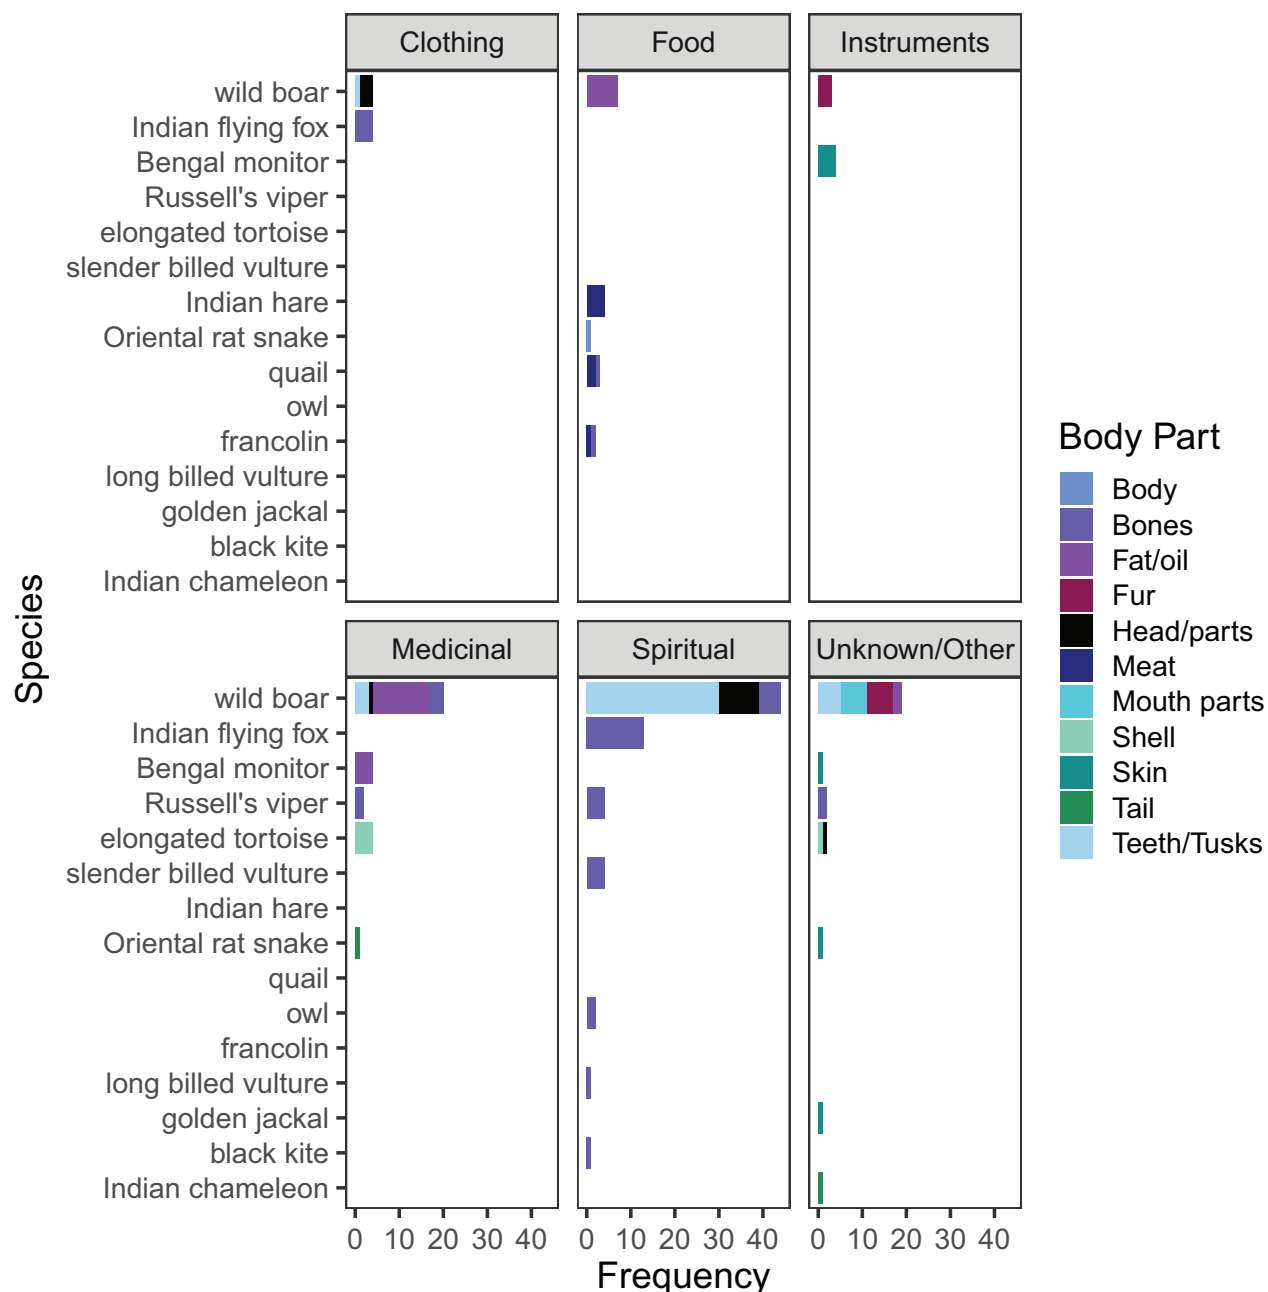 Clothing Food Instruments
wild boar
Indian flying fox
Bengal monitor
Russell's viper
elongated tortoise
slender billed vulture
Indian hare
Oriental rat snake
quail
owl
francolin
long billed vulture
golden jackal
black kite
Indian chameleon
Species
Medicinal Spiritual Unknown/Other
wild boar
Indian flying fox
Bengal monitor
Russell's viper
elongated tortoise
slender billed vulture
Indian hare
Oriental rat snake
quail
owl
francolin
long billed vulture
golden jackal
black kite
Indian chameleon
0 10 20 30 40 0 10 20 30 40 0 10 20 30 40
Frequency
Body Part
Body
Bones
Fat/oil
Fur
Head/parts
Meat
Mouth parts
Shell
Skin
Tail
Teeth/Tusks